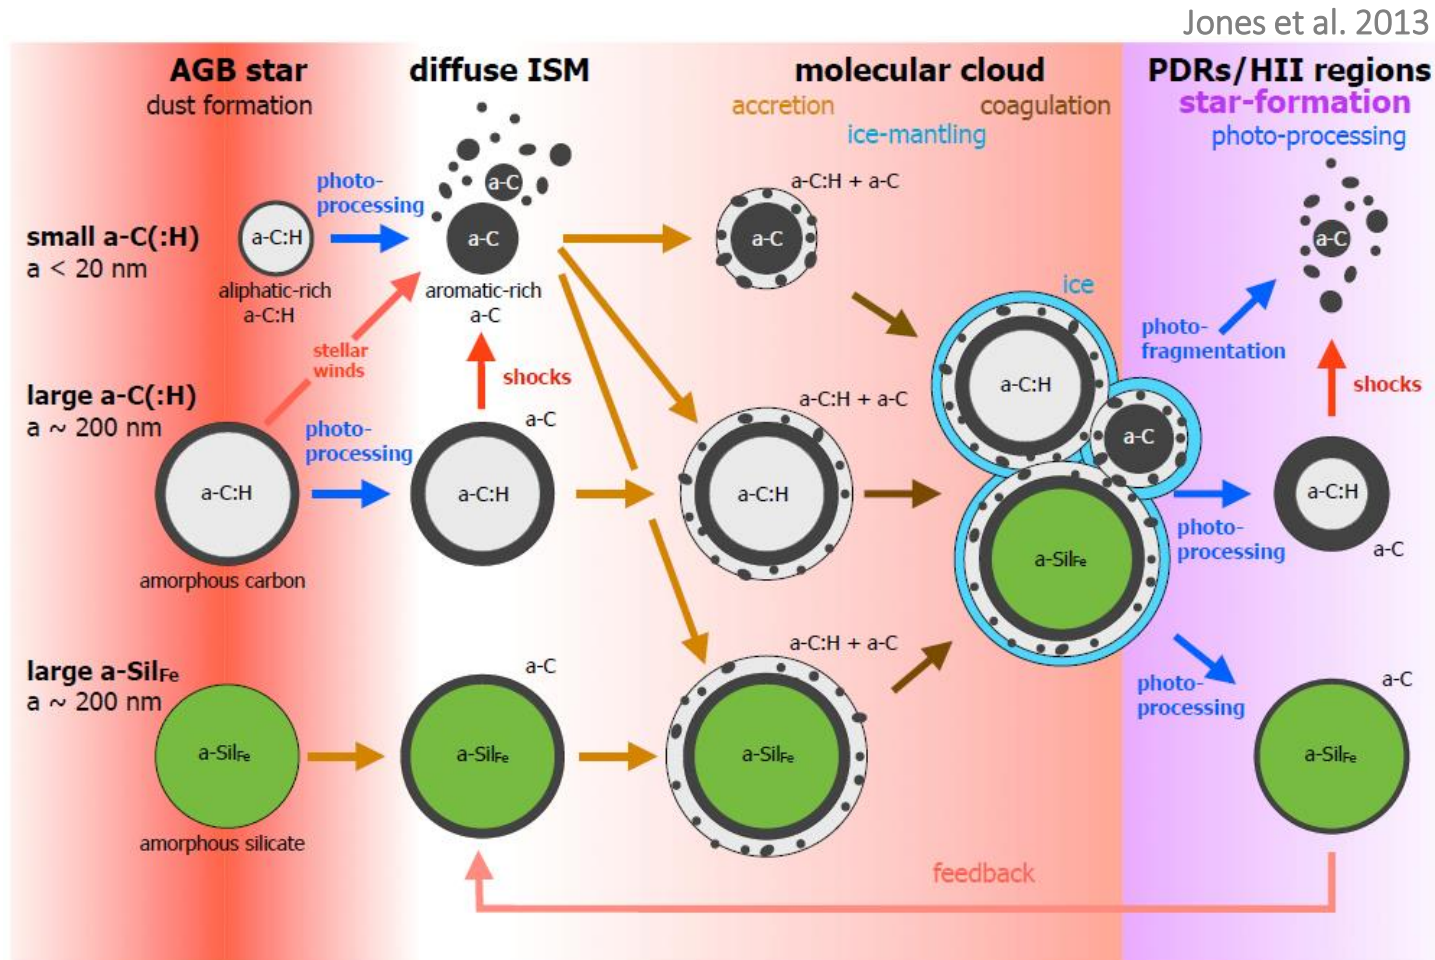 Jones et al. 2013
AGB star
dust formation
diffuse ISM
molecular cloud
accretion
coagulation
ice-mantling
PDRs/HII regions
star-formation
photo-processing
small a-C(:H)
a < 20 nm
a-C:H
aliphatic-rich
a-C:H
photo-
processing
a-C
a-C
aromatic-rich
a-C
a-C:H + a-C
a-C
ice
a-C:H
a-C
a-SilFe
photo-
fragmentation
a-C
shocks
stellar
winds
shocks
large a-C(:H)
a ~ 200 nm
a-C:H
amorphous carbon
photo-
processing
a-C
a-C:H
a-C:H + a-C
a-C:H
photo-
processing
a-C:H
a-C
large a-SilFe
a ~ 200 nm
a-SilFe
amorphous silicate
a-C
a-SilFe
a-C:H + a-C
a-SilFe
photo-
processing
a-C
a-SilFe
feedback